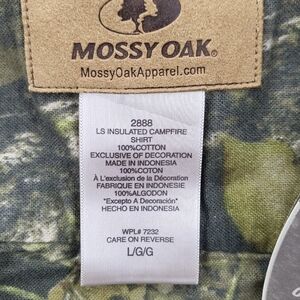 MOSSY OAK®
MossyOakApparel.com
2888
LS INSULATED CAMPFIRE
SHIRT
100%COTTON
EXCLUSIVE OF DECORATION
MADE IN INDONESIA
100%COTON
À L'exclusion de la Décoration
FABRIQUE EN INDONESIE
100%ALGODON
*Excepto A Decoración*
HECHO EN INDONESIA
WPL# 7232
CARE ON REVERSE
L/G/G